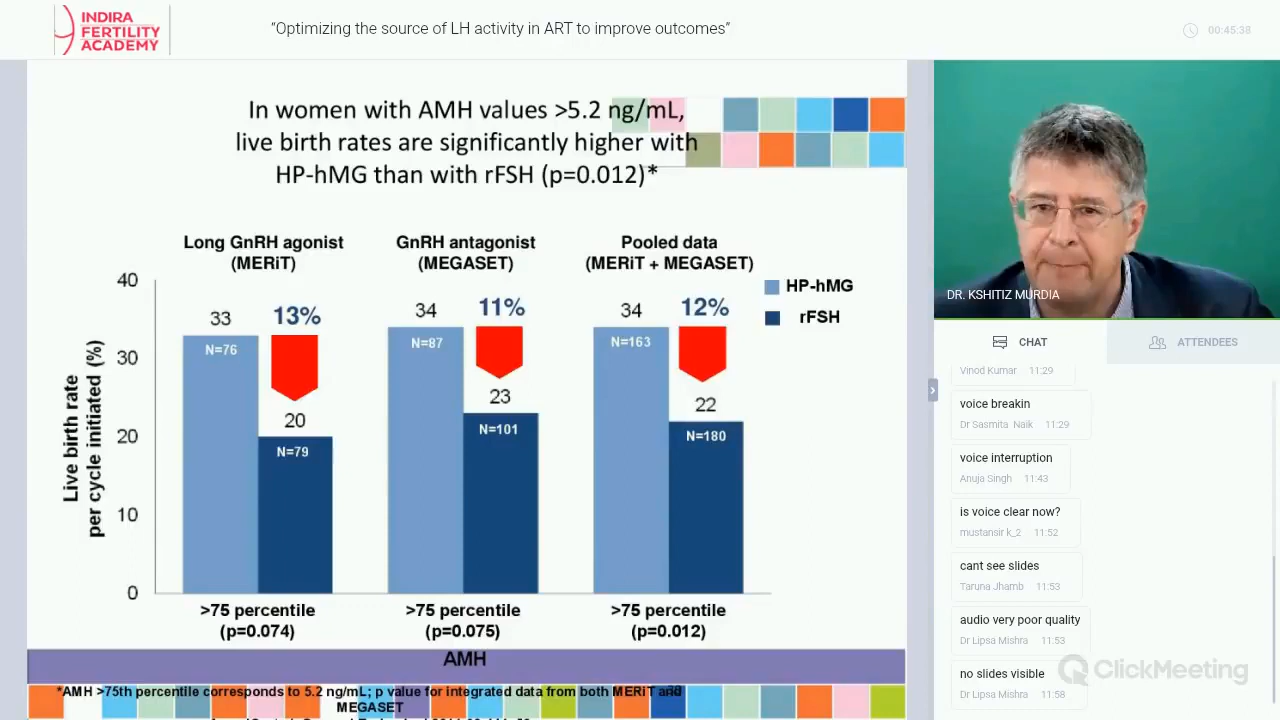 INDIRA
FERTILITY
ACADEMY
“Optimizing the source of LH activity in ART to improve outcomes”
00:45:38
In women with AMH values >5.2 ng/mL,
live birth rates are significantly higher with
HP-hMG than with rFSH (p=0.012)*
Long GnRH agonist
(MERiT)
GnRH antagonist
(MEGASET)
Pooled data
(MERiT + MEGASET)
HP-hMG
rFSH
Live birth rate
per cycle initiated (%)
40
30
20
10
0
33
13%
N=76
20
N=79
34
11%
N=87
23
N=101
34
12%
N=163
22
N=180
>75 percentile
(p=0.074)
>75 percentile
(p=0.075)
>75 percentile
(p=0.012)
AMH
*AMH >75th percentile corresponds to 5.2 ng/mL; p value for integrated data from both MERiT and
MEGASET
DR. KSHITIZ MURDIA
CHAT
ATTENDEES
Vinod Kumar 11:29
voice breakin
Dr Sasmita Naik 11:29
voice interruption
Anuja Singh 11:43
is voice clear now?
mustansir k_2 11:52
cant see slides
Taruna Jhamb 11:53
audio very poor quality
Dr Lipsa Mishra 11:53
no slides visible
Dr Lipsa Mishra 11:58
ClickMeeting